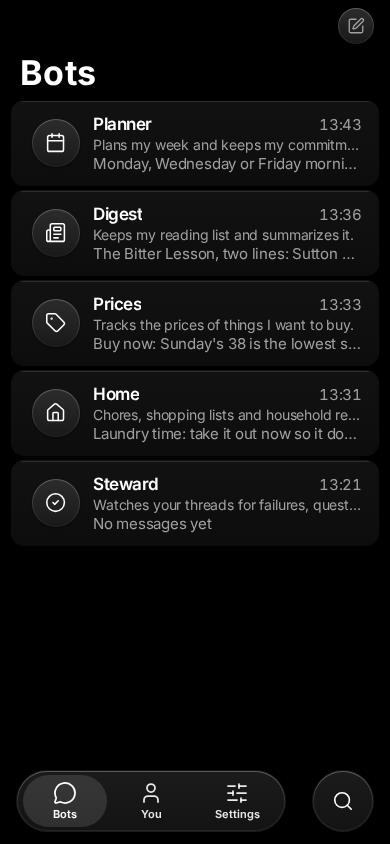 Bots
Planner 13:43
Plans my week and keeps my commitm...
Monday, Wednesday or Friday morni...
Digest 13:36
Keeps my reading list and summarizes it.
The Bitter Lesson, two lines: Sutton ...
Prices 13:33
Tracks the prices of things I want to buy.
Buy now: Sunday's 38 is the lowest s...
Home 13:31
Chores, shopping lists and household re...
Laundry time: take it out now so it do...
Steward 13:21
Watches your threads for failures, quest...
No messages yet
Bots You Settings